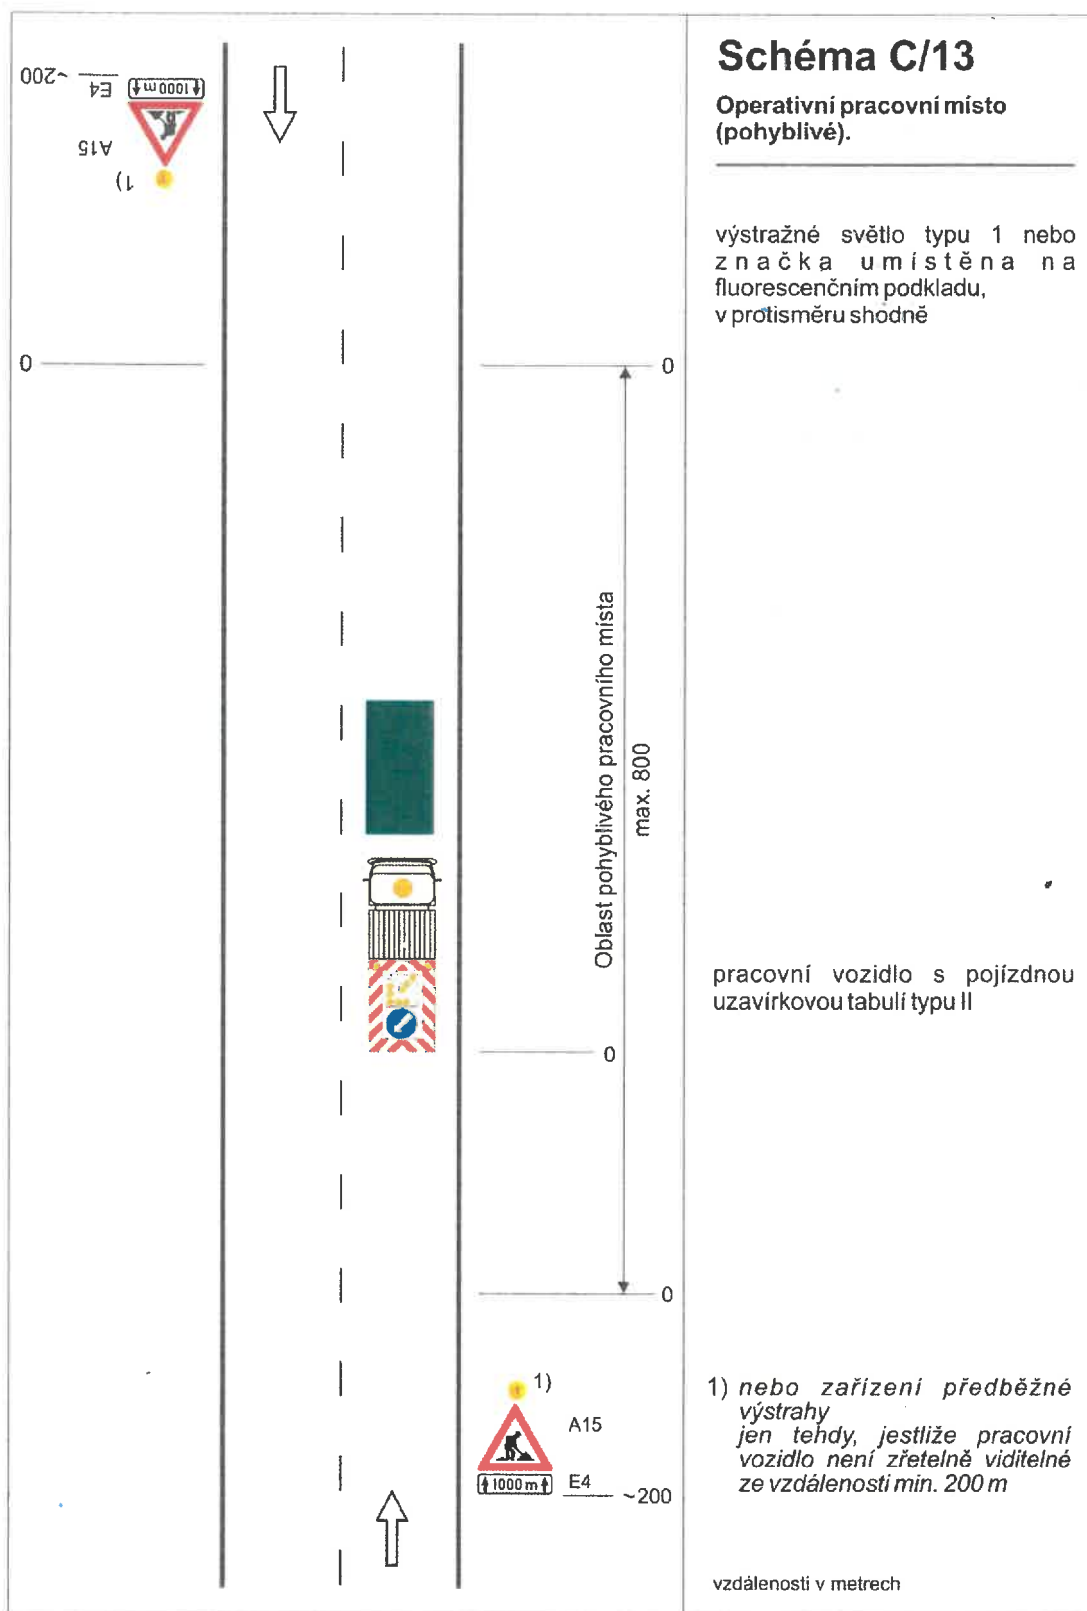 Schéma C/13
Operativní pracovní místo
(pohyblivé).
výstražné světlo typu 1 nebo
značka umístěna na
fluorescenčním podkladu,
v protisměru shodně
~200
E4
1000 m
A15
1)
0
0
Oblast pohyblivého pracovního místa
max. 800
pracovní vozidlo s pojízdnou
uzavírkovou tabulí typu II
0
0
1)
A15
1000 m
E4
~200
1) nebo zařízení předběžné
výstrahy
jen tehdy, jestliže pracovní
vozidlo není zřetelně viditelné
ze vzdálenosti min. 200 m
vzdálenosti v metrech